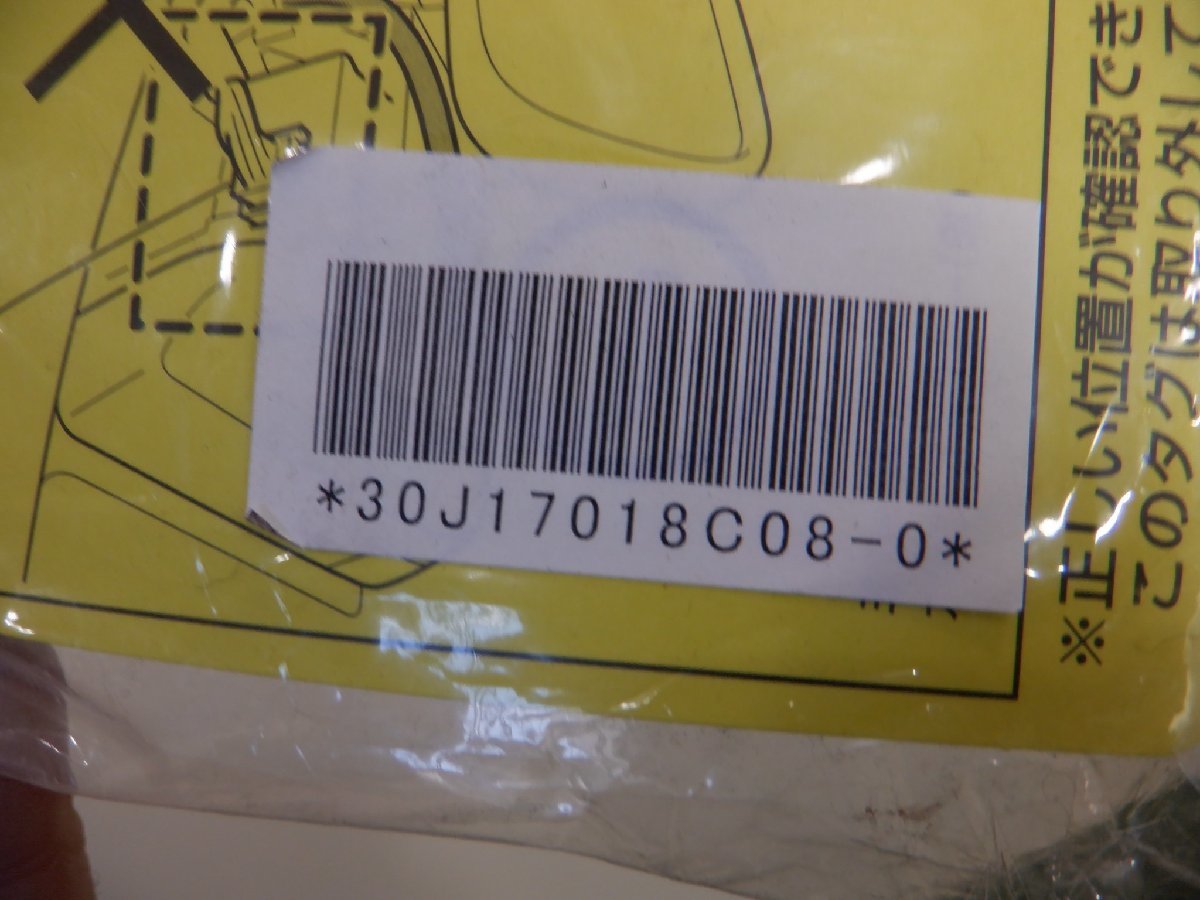 *30J17018C08-0*
※正しい位置が確認でき
このタグは取り外して